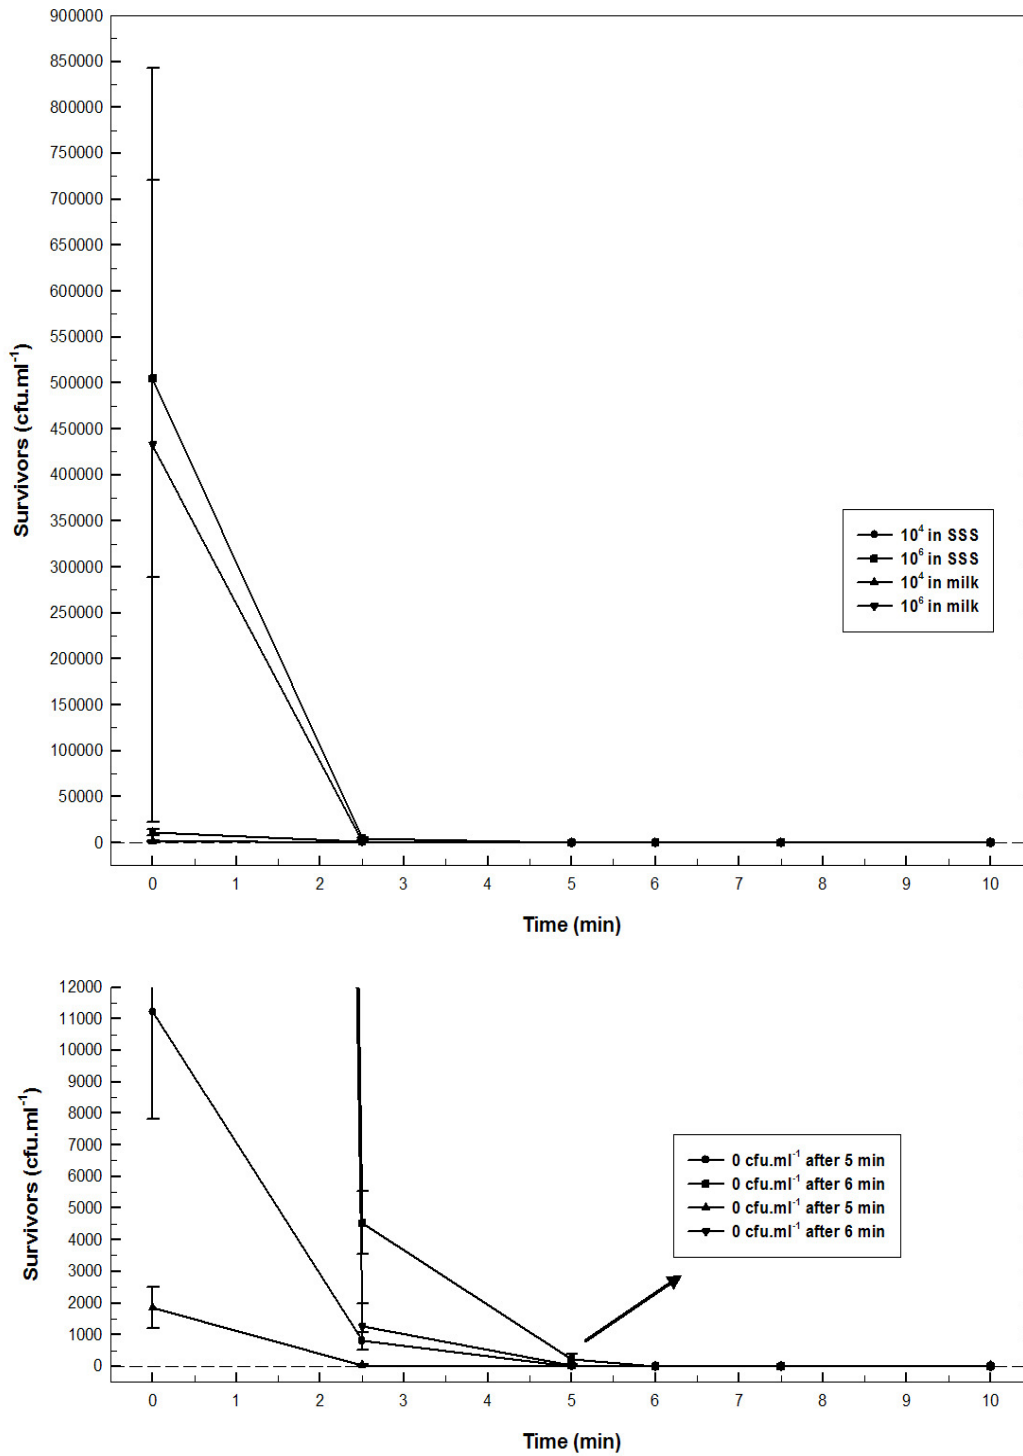 900000
850000
800000
750000
700000
650000
600000
550000
500000
450000
400000
350000
300000
250000
200000
150000
100000
50000
0
Survivors (cfu.ml⁻¹)
10⁴ in SSS
10⁶ in SSS
10⁴ in milk
10⁶ in milk
0 1 2 3 4 5 6 7 8 9 10
Time (min)
12000
11000
10000
9000
8000
7000
6000
5000
4000
3000
2000
1000
0
Survivors (cfu.ml⁻¹)
0 cfu.ml⁻¹ after 5 min
0 cfu.ml⁻¹ after 6 min
0 cfu.ml⁻¹ after 5 min
0 cfu.ml⁻¹ after 6 min
0 1 2 3 4 5 6 7 8 9 10
Time (min)